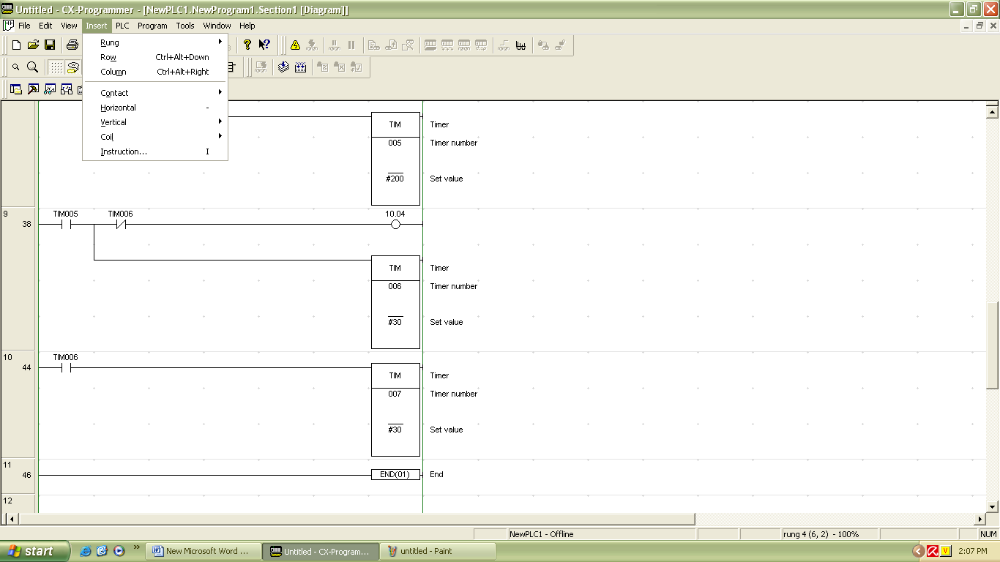 Untitled - CX-Programmer - [NewPLC1.NewProgram1.Section1 [Diagram]]
File Edit View Insert PLC Program Tools Window Help
Rung
Row Ctrl+Alt+Down
Column Ctrl+Alt+Right
Contact
Horizontal -
Vertical
Coil
Instruction... I
TIM Timer
005 Timer number
#200 Set value
9 TIM005 TIM006 10.04
38
TIM Timer
006 Timer number
#30 Set value
10 TIM006
44
TIM Timer
007 Timer number
#30 Set value
11
46 END(01) End
12
NewPLC1 - Offline rung 4 (6, 2) - 100% NUM
start New Microsoft Word ... Untitled - CX-Program... untitled - Paint V 2:07 PM